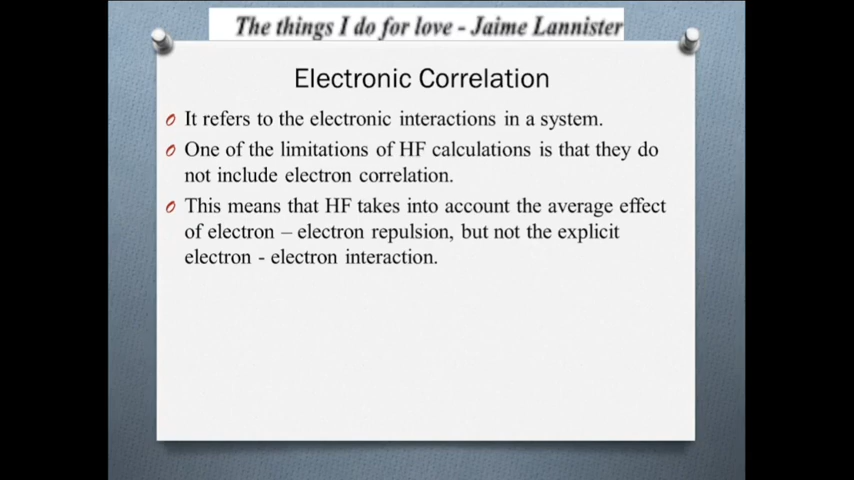 The things I do for love - Jaime Lannister
Electronic Correlation
It refers to the electronic interactions in a system.
One of the limitations of HF calculations is that they do
not include electron correlation.
This means that HF takes into account the average effect
of electron – electron repulsion, but not the explicit
electron - electron interaction.